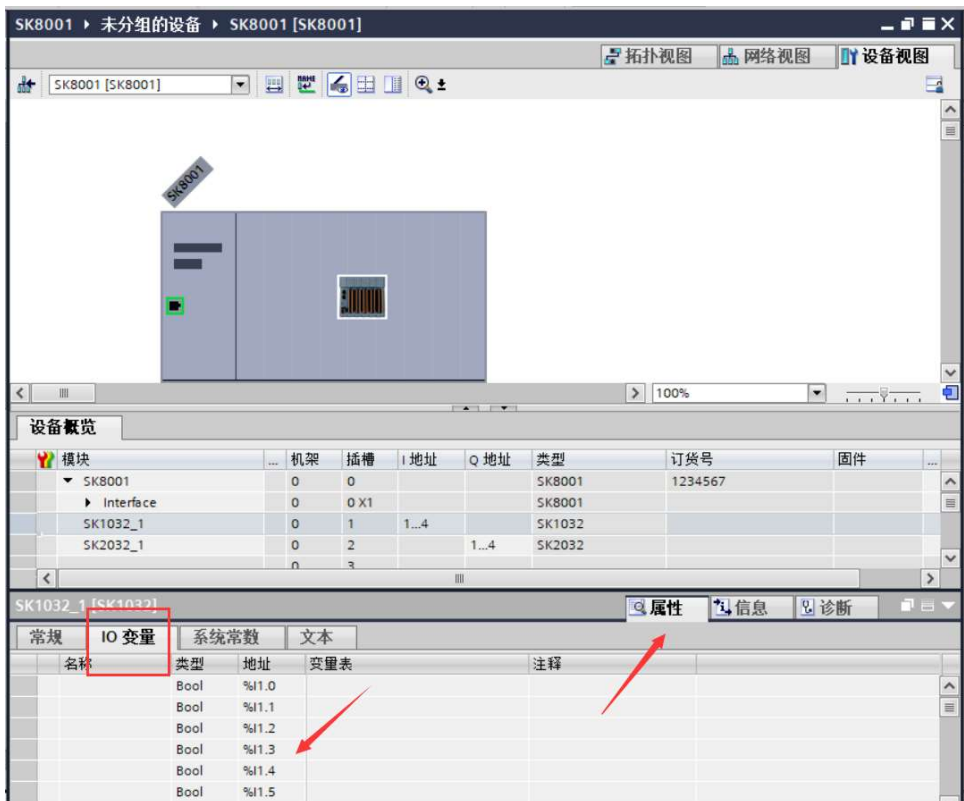 SK8001 ▸ 未分组的设备 ▸ SK8001 [SK8001]
拓扑视图 网络视图 设备视图
SK8001 [SK8001]
SK8001
100%
设备概览
模块 ... 机架 插槽 I 地址 Q 地址 类型 订货号 固件 ...
SK8001 0 0 SK8001 1234567
Interface 0 0 X1 SK8001
SK1032_1 0 1 1...4 SK1032
SK2032_1 0 2 1...4 SK2032
0 3
SK1032_1 [SK1032] 属性 信息 诊断
常规 IO 变量 系统常数 文本
名称 类型 地址 变量表 注释
Bool %I1.0
Bool %I1.1
Bool %I1.2
Bool %I1.3
Bool %I1.4
Bool %I1.5